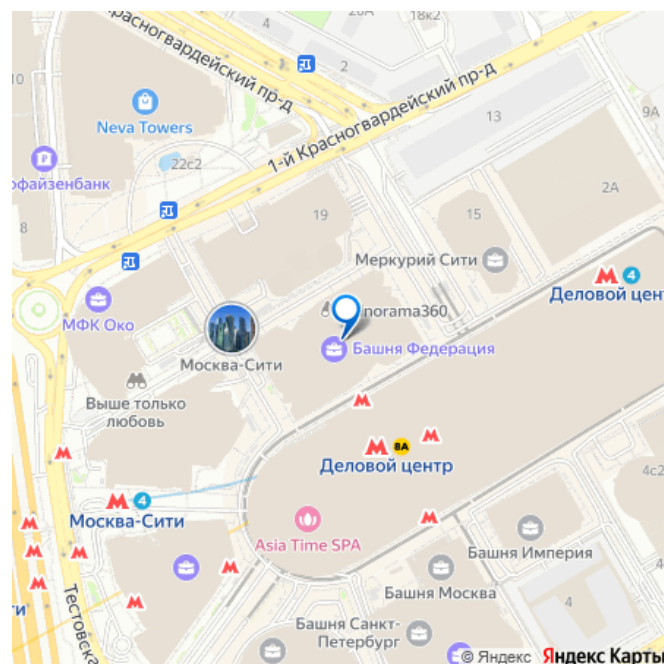 20А
18к2
Красногвардейский пр-д
2
10
Neva Towers
1-й Красногвардейский пр-д
13
9А
22с2
офайзенбанк
2А
8
19
15
Меркурий Сити
4
Деловой цент
МФК Око
norama360
Башня Федерация
Москва-Сити
Выше только
любовь
8А
Деловой центр
4
Москва-Сити
4с2
Asia Time SPA
Башня Империя
Башня Москва
4
ти
Тестовска
Башня Санкт-
Петербург
© Яндекс Яндекс Карты